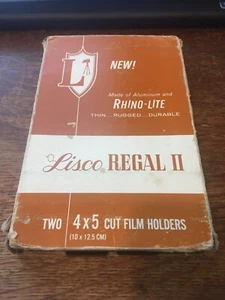 L
NEW!
Made of Aluminum and
RHINO-LITE
THIN...RUGGED...DURABLE
Lisco REGAL II
TWO 4x5 CUT FILM HOLDERS
(10 x 12.5 CM)